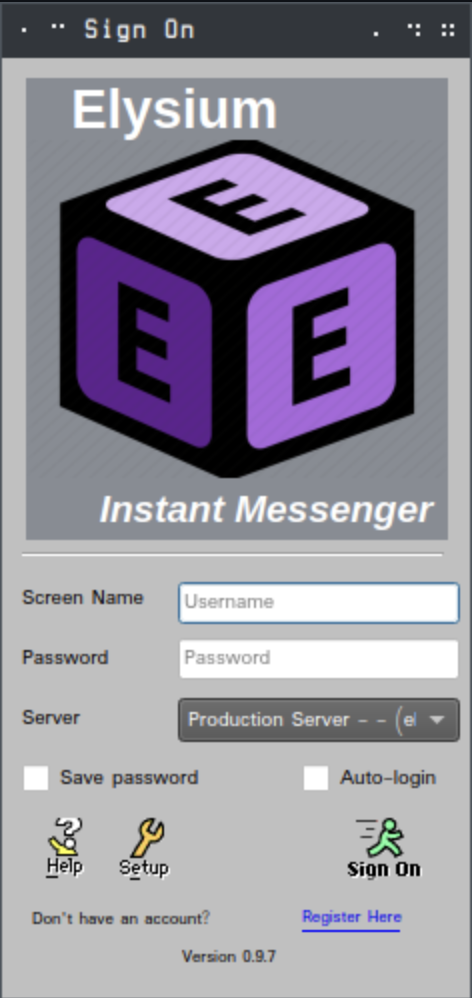 Sign On
Elysium
E
E E
Instant Messenger
Screen Name Username
Password Password
Server Production Server - - (el
Save password Auto-login
Help Setup Sign On
Don't have an account? Register Here
Version 0.9.7